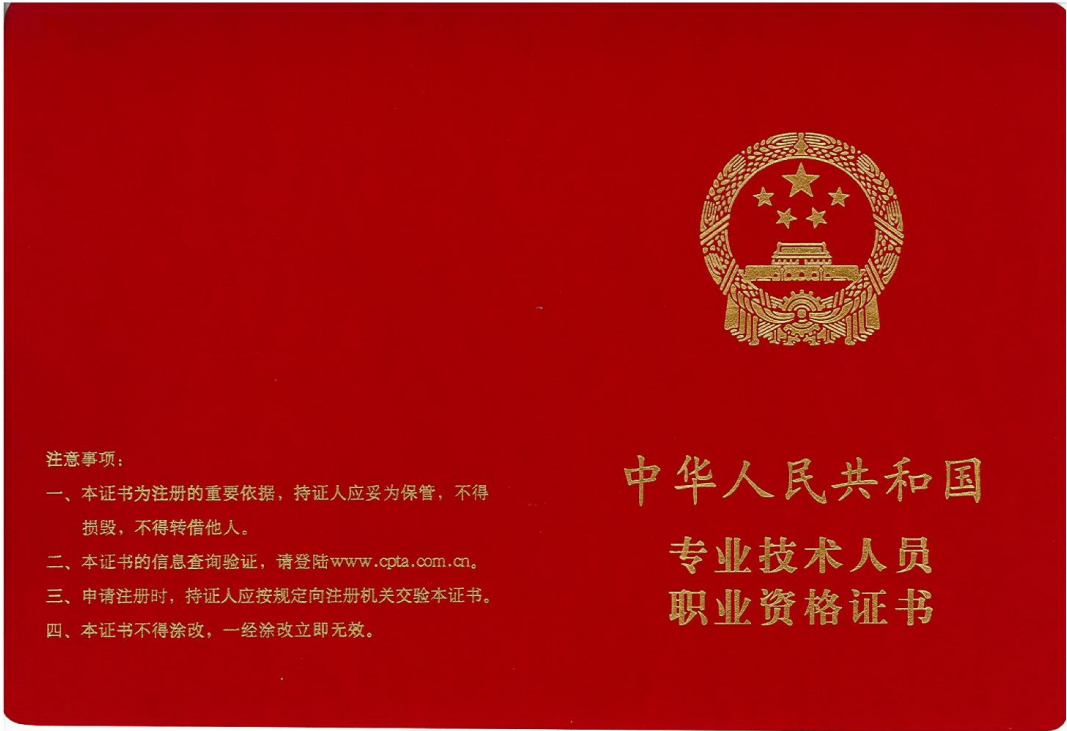 注意事项：
一、本证书为注册的重要依据，持证人应妥为保管，不得
损毁，不得转借他人。
二、本证书的信息查询验证，请登陆www.cpta.com.cn。
三、申请注册时，持证人应按规定向注册机关交验本证书。
四、本证书不得涂改，一经涂改立即无效。
中华人民共和国
专业技术人员
职业资格证书